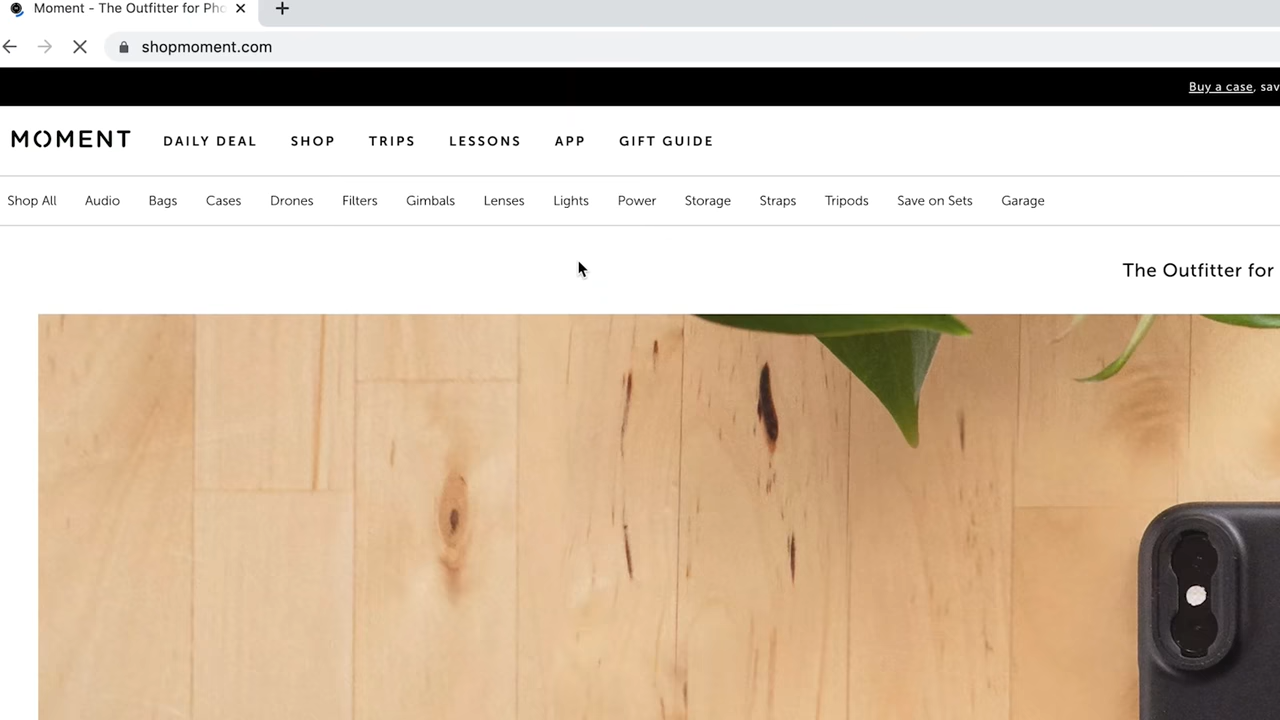 Moment - The Outfitter for Pho
shopmoment.com
Buy a case, sav
MOMENT DAILY DEAL SHOP TRIPS LESSONS APP GIFT GUIDE
Shop All Audio Bags Cases Drones Filters Gimbals Lenses Lights Power Storage Straps Tripods Save on Sets Garage
The Outfitter for